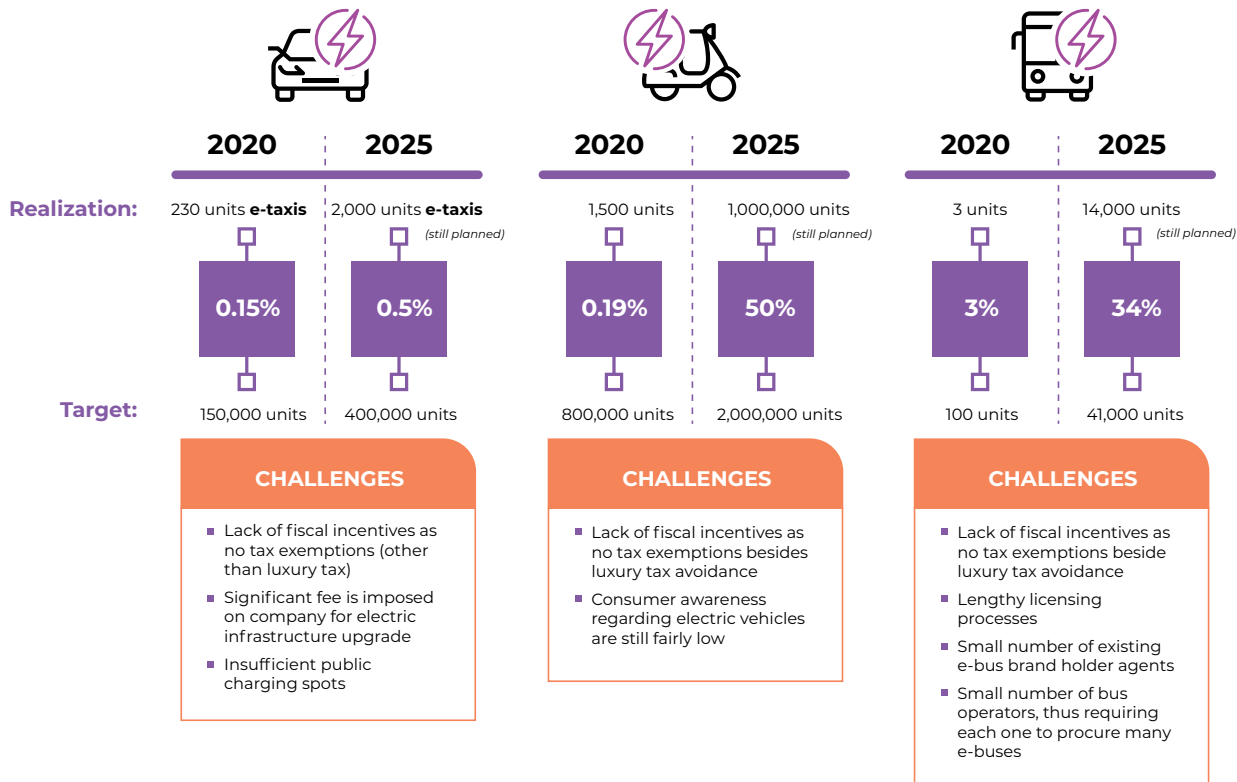 2020
2025
Realization:
230 units e-taxis
2,000 units e-taxis
(still planned)
0.15%
0.5%
Target:
150,000 units
400,000 units
CHALLENGES
Lack of fiscal incentives as
no tax exemptions (other
than luxury tax)
Significant fee is imposed
on company for electric
infrastructure upgrade
Insufficient public
charging spots
2020
2025
1,500 units
1,000,000 units
(still planned)
0.19%
50%
800,000 units
2,000,000 units
CHALLENGES
Lack of fiscal incentives as
no tax exemptions besides
luxury tax avoidance
Consumer awareness
regarding electric vehicles
are still fairly low
2020
2025
3 units
14,000 units
(still planned)
3%
34%
100 units
41,000 units
CHALLENGES
Lack of fiscal incentives as
no tax exemptions beside
luxury tax avoidance
Lengthy licensing
processes
Small number of existing
e-bus brand holder agents
Small number of bus
operators, thus requiring
each one to procure many
e-buses